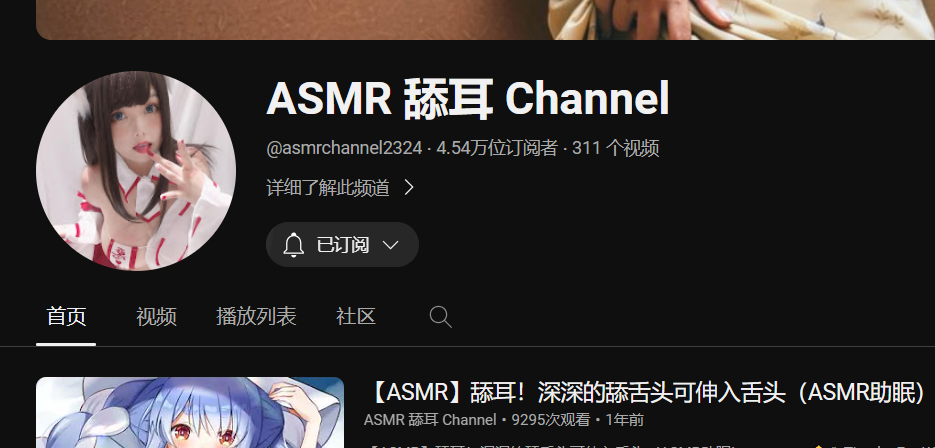 ASMR 舔耳 Channel
@asmrchannel2324 · 4.54万位订阅者 · 311 个视频
详细了解此频道
已订阅
首页 视频 播放列表 社区
【ASMR】舔耳！深深的舔舌头可伸入舌头（ASMR助眠）
ASMR 舔耳 Channel • 9295次观看 • 1年前